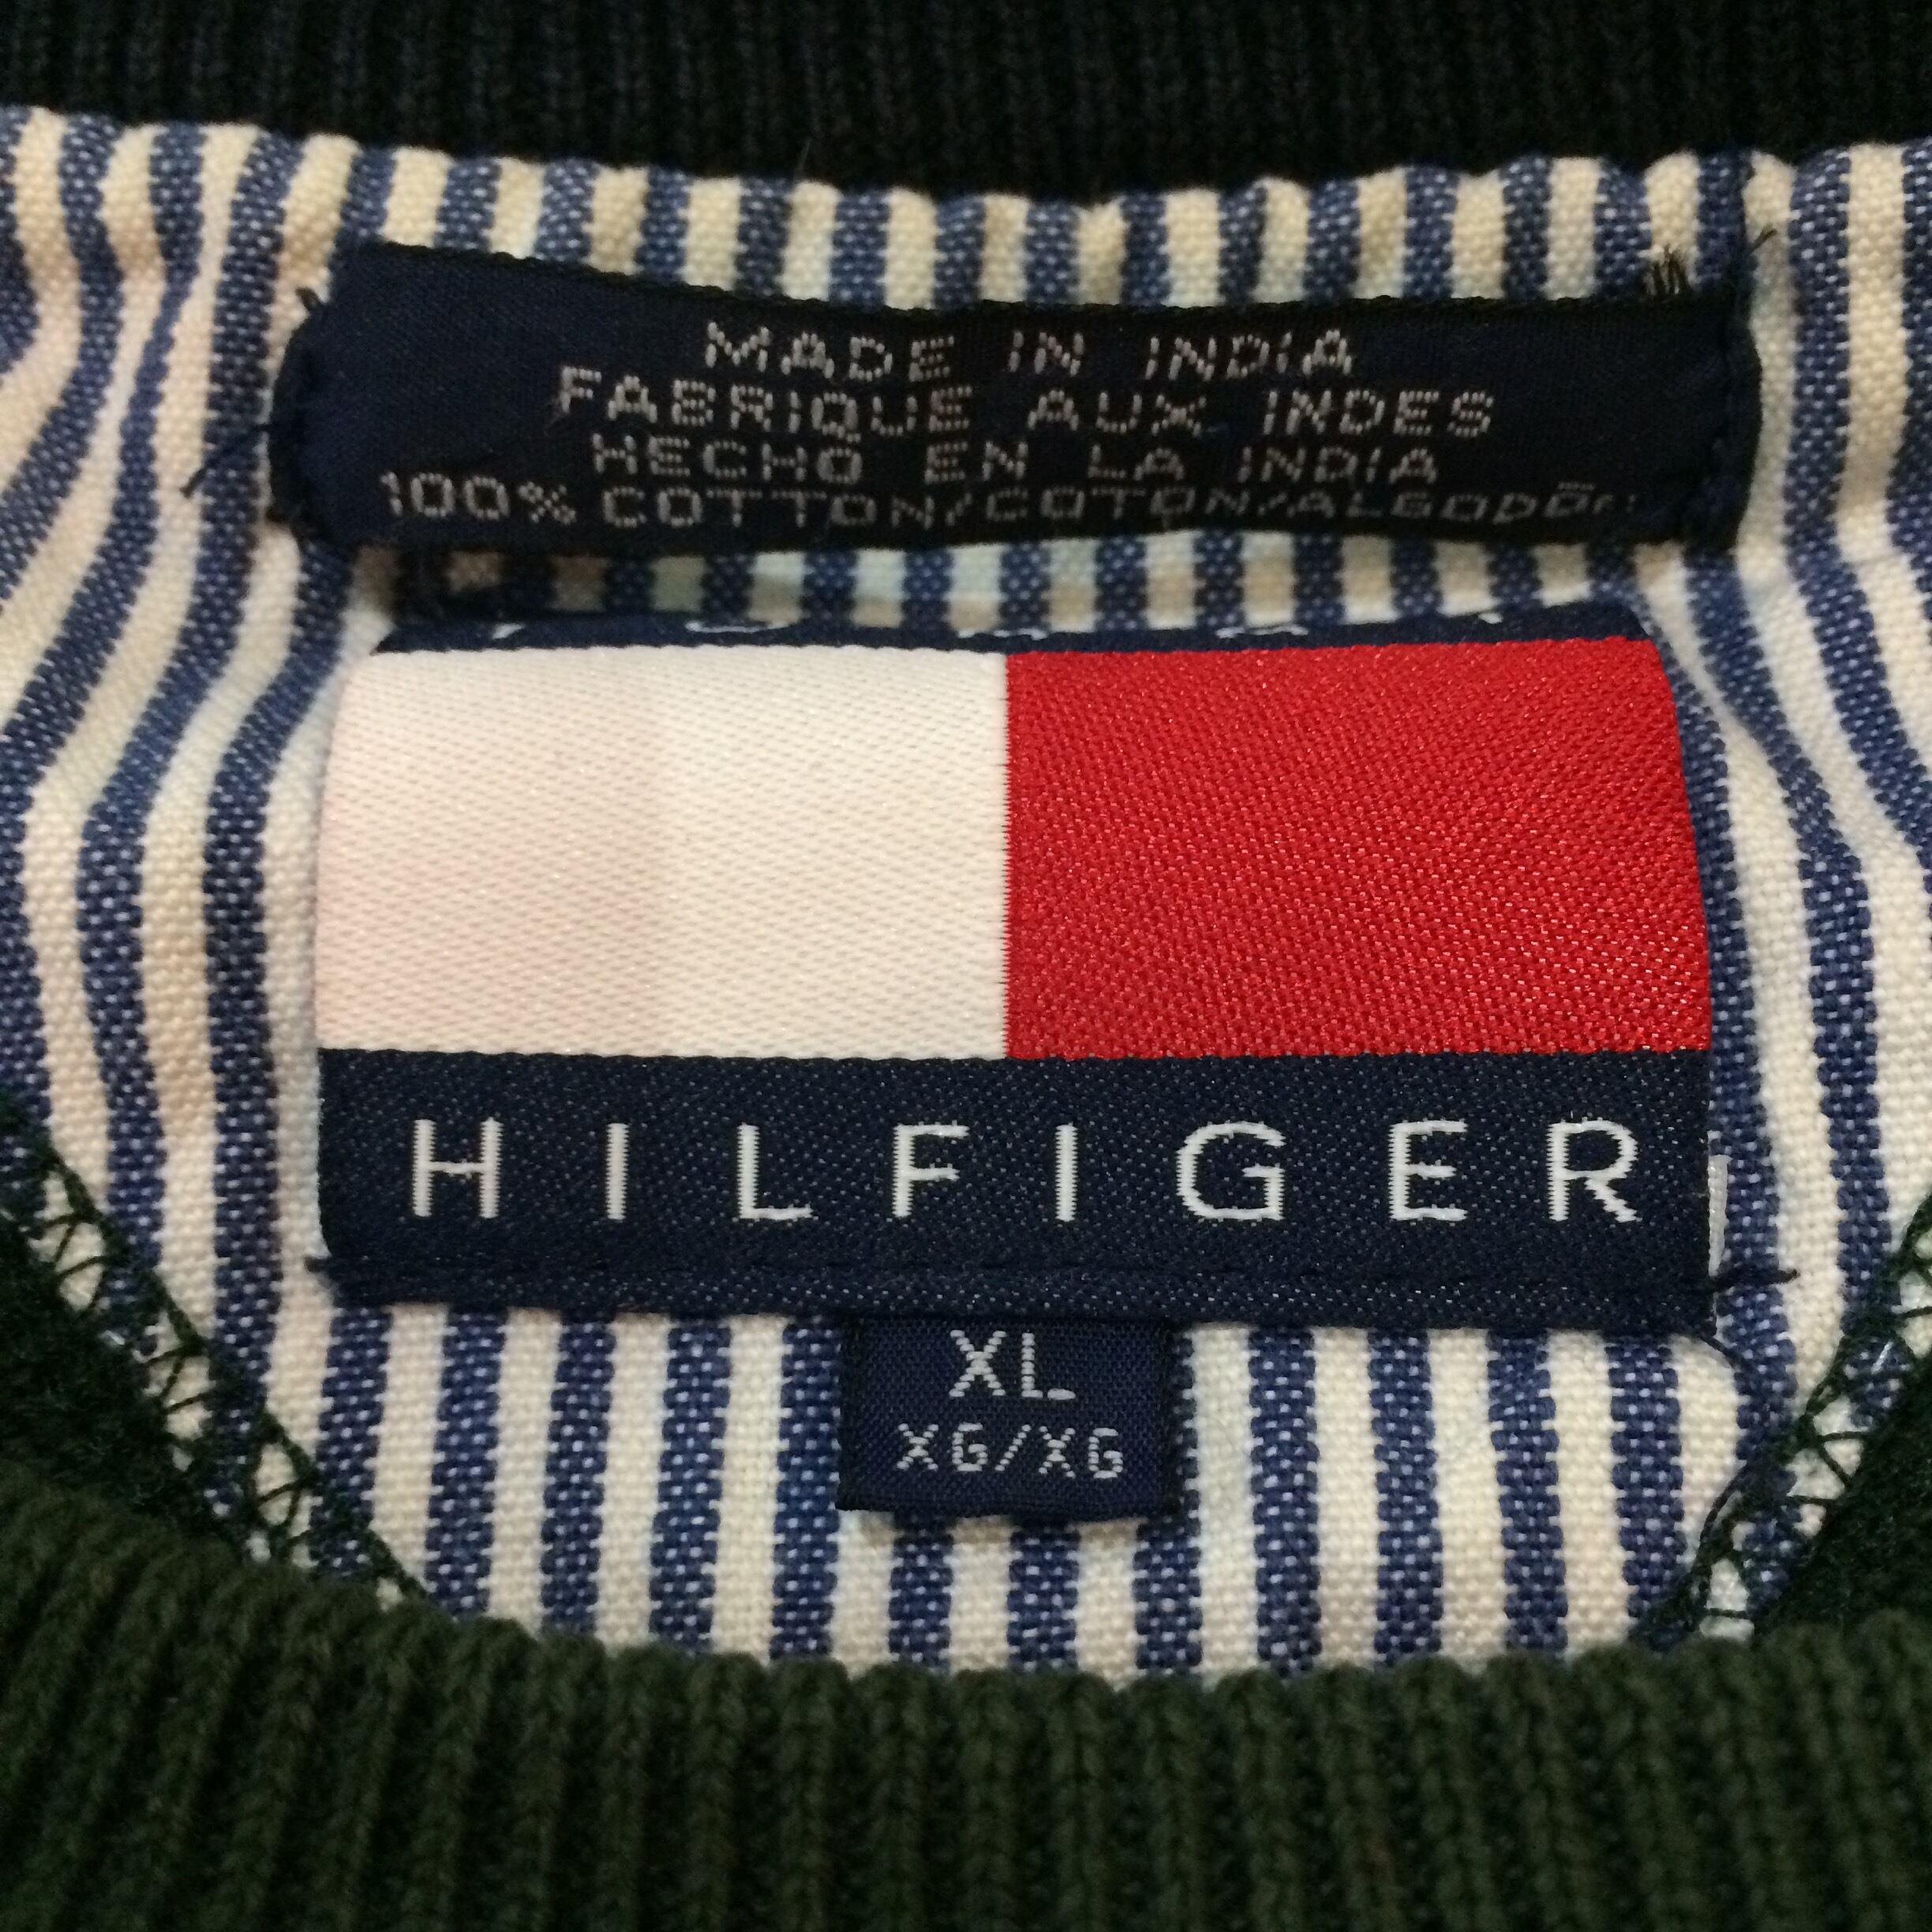 MADE IN INDIA
FABRIQUE AUX INDES
HECHO EN LA INDIA
100% COTTON/COTON/ALGODÓN
HILFIGER
XL
XG/XG